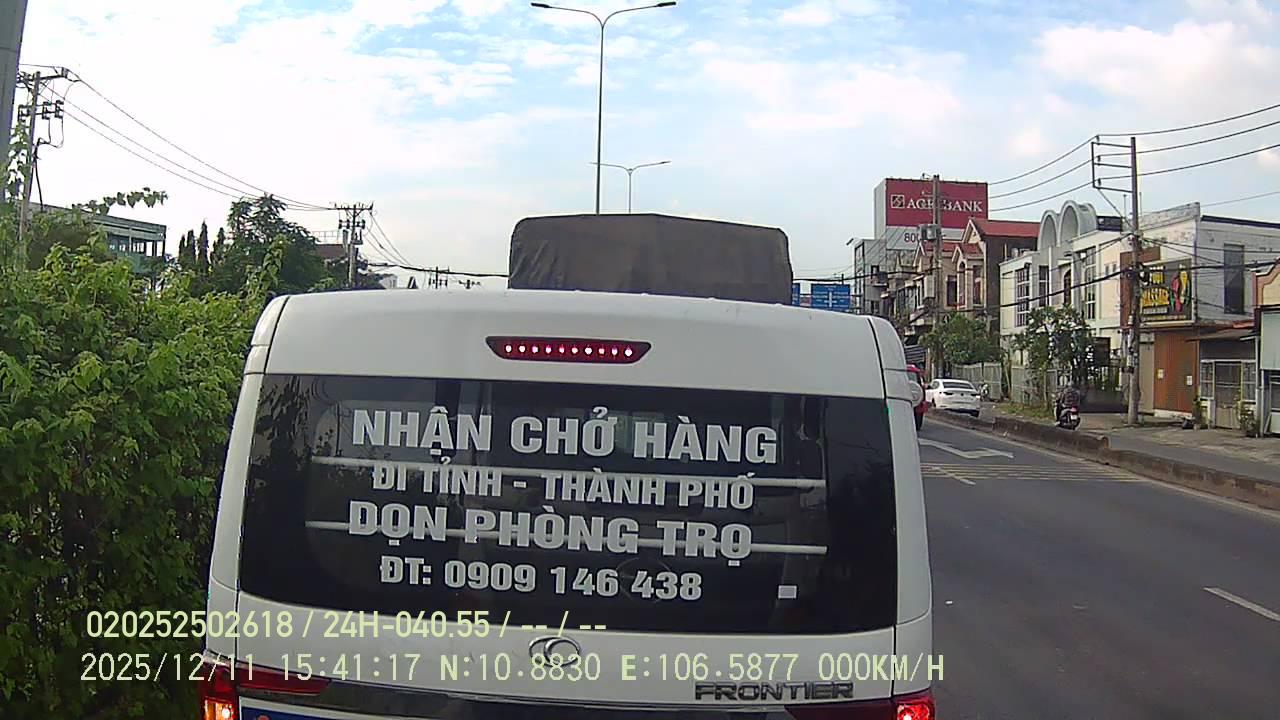 AGRIBANK
NHẬN CHỞ HÀNG
ĐI TỈNH - THÀNH PHỐ
DỌN PHÒNG TRỌ
ĐT: 0909 146 438
FRONTIER
020252502618 / 24H-040.55 / -- / --
2025/12/11 15:41:17 N:10.8830 E:106.5877 000KM/H